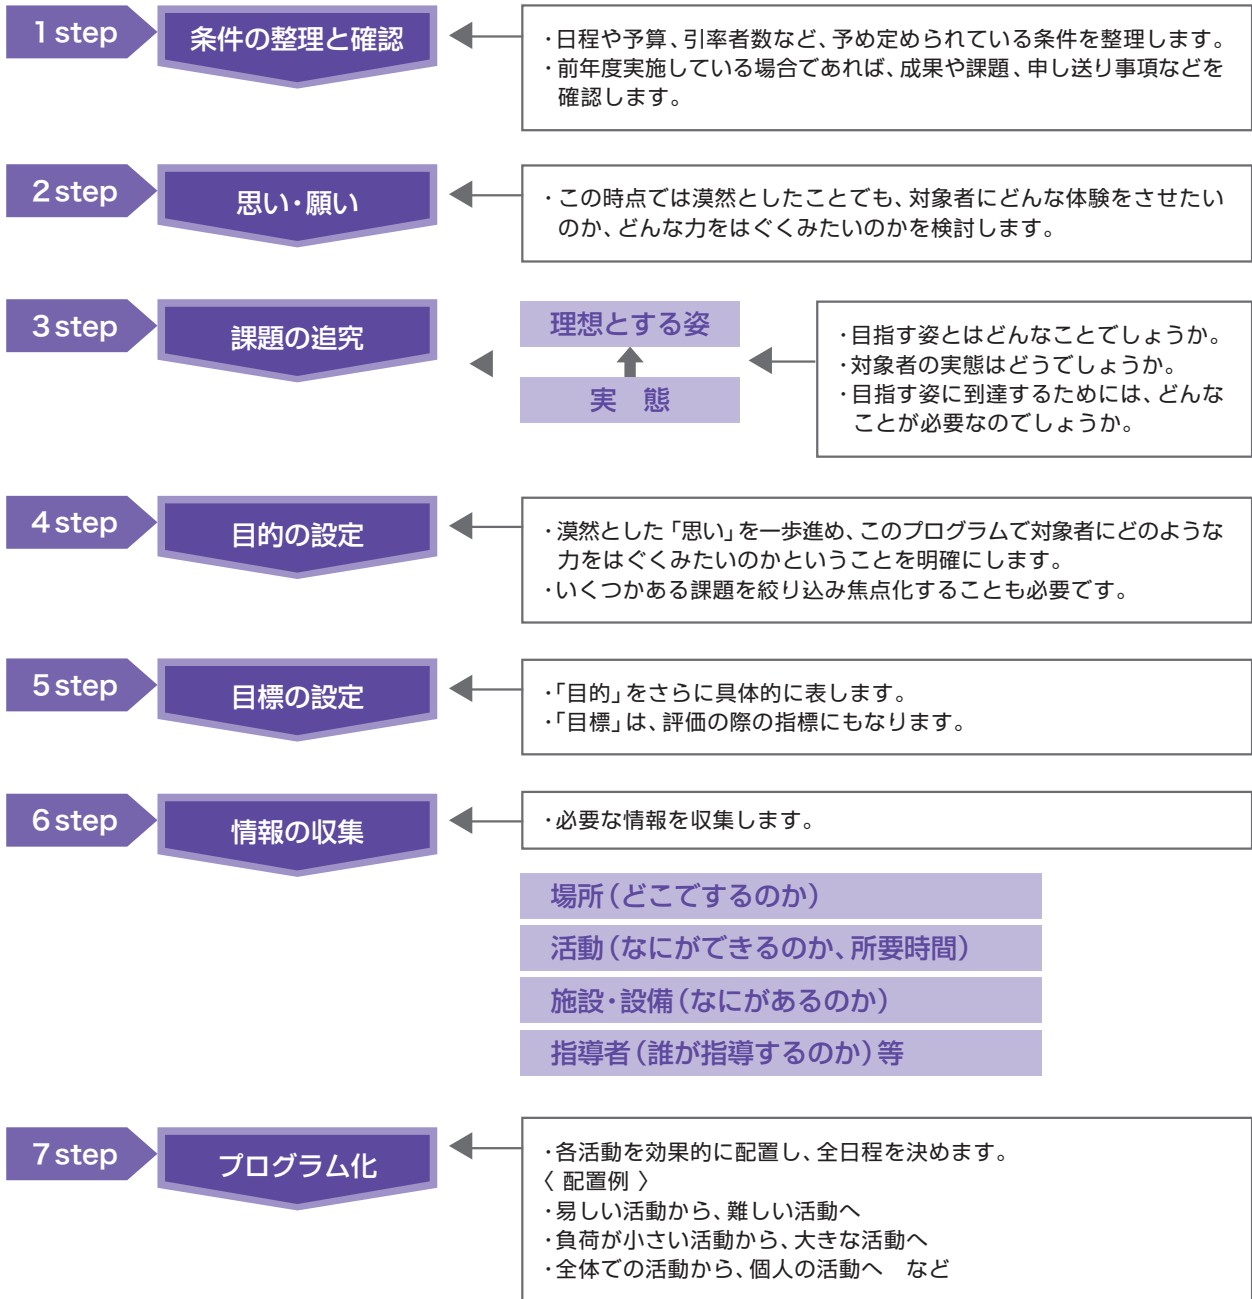 1 step
条件の整理と確認
・日程や予算、引率者数など、予め定められている条件を整理します。
・前年度実施している場合であれば、成果や課題、申し送り事項などを
確認します。
2 step
思い・願い
・この時点では漠然としたことでも、対象者にどんな体験をさせたい
のか、どんな力をはぐくみたいのかを検討します。
3 step
課題の追究
理想とする姿
実　態
・目指す姿とはどんなことでしょうか。
・対象者の実態はどうでしょうか。
・目指す姿に到達するためには、どんな
ことが必要なのでしょうか。
4 step
目的の設定
・漠然とした「思い」を一歩進め、このプログラムで対象者にどのような
力をはぐくみたいのかということを明確にします。
・いくつかある課題を絞り込み焦点化することも必要です。
5 step
目標の設定
・「目的」をさらに具体的に表します。
・「目標」は、評価の際の指標にもなります。
6 step
情報の収集
・必要な情報を収集します。
場所（どこでするのか）
活動（なにができるのか、所要時間）
施設・設備（なにがあるのか）
指導者（誰が指導するのか）等
7 step
プログラム化
・各活動を効果的に配置し、全日程を決めます。
〈 配置例 〉
・易しい活動から、難しい活動へ
・負荷が小さい活動から、大きな活動へ
・全体での活動から、個人の活動へ　など